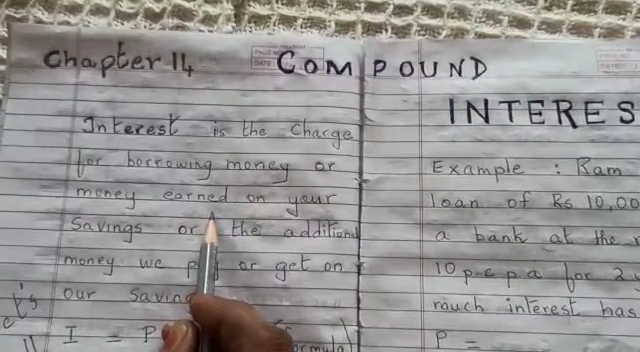 Chapter 14 COMPOUND
INTERES
Interest is the charge
for borrowing money or
money earned on your
Savings or the additional
money we or get on
our
I = P
Example : Ram
loan of Rs 10,00
a bank at the
10 p c p a for 2
much interest has
P =